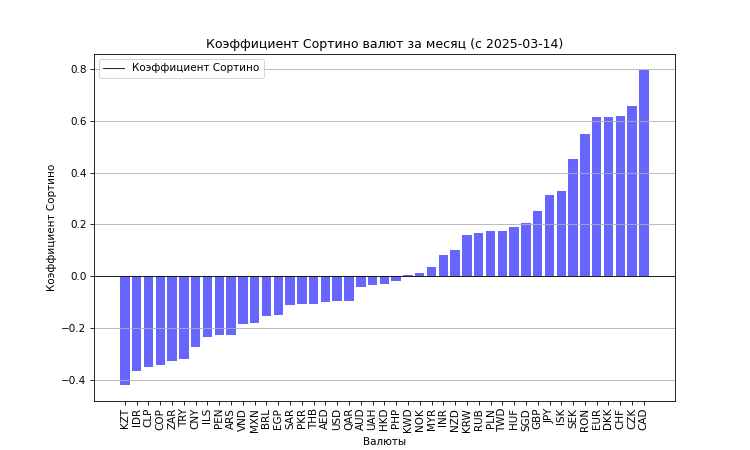 Коэффициент Сортино валют за месяц (с 2025-03-14)
Коэффициент Сортино
0.8
0.6
0.4
0.2
0.0
−0.2
−0.4
Коэффициент Сортино
KZT IDR CLP COP ZAR TRY CNY ILS PEN ARS VND MXN BRL EGP SAR PKR THB AED USD QAR AUD UAH HKD PHP KWD NOK MYR INR NZD KRW RUB PLN TWD HUF SGD GBP JPY ISK SEK RON EUR DKK CHF CZK CAD
Валюты